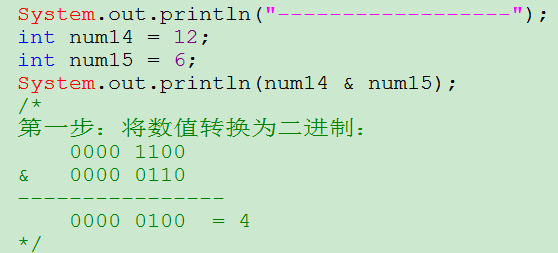 System.out.println("------------------");
int num14 = 12;
int num15 = 6;
System.out.println(num14 & num15);
/*
第一步：将数值转换为二进制：
    0000 1100
&   0000 0110
----------------
    0000 0100  = 4
*/